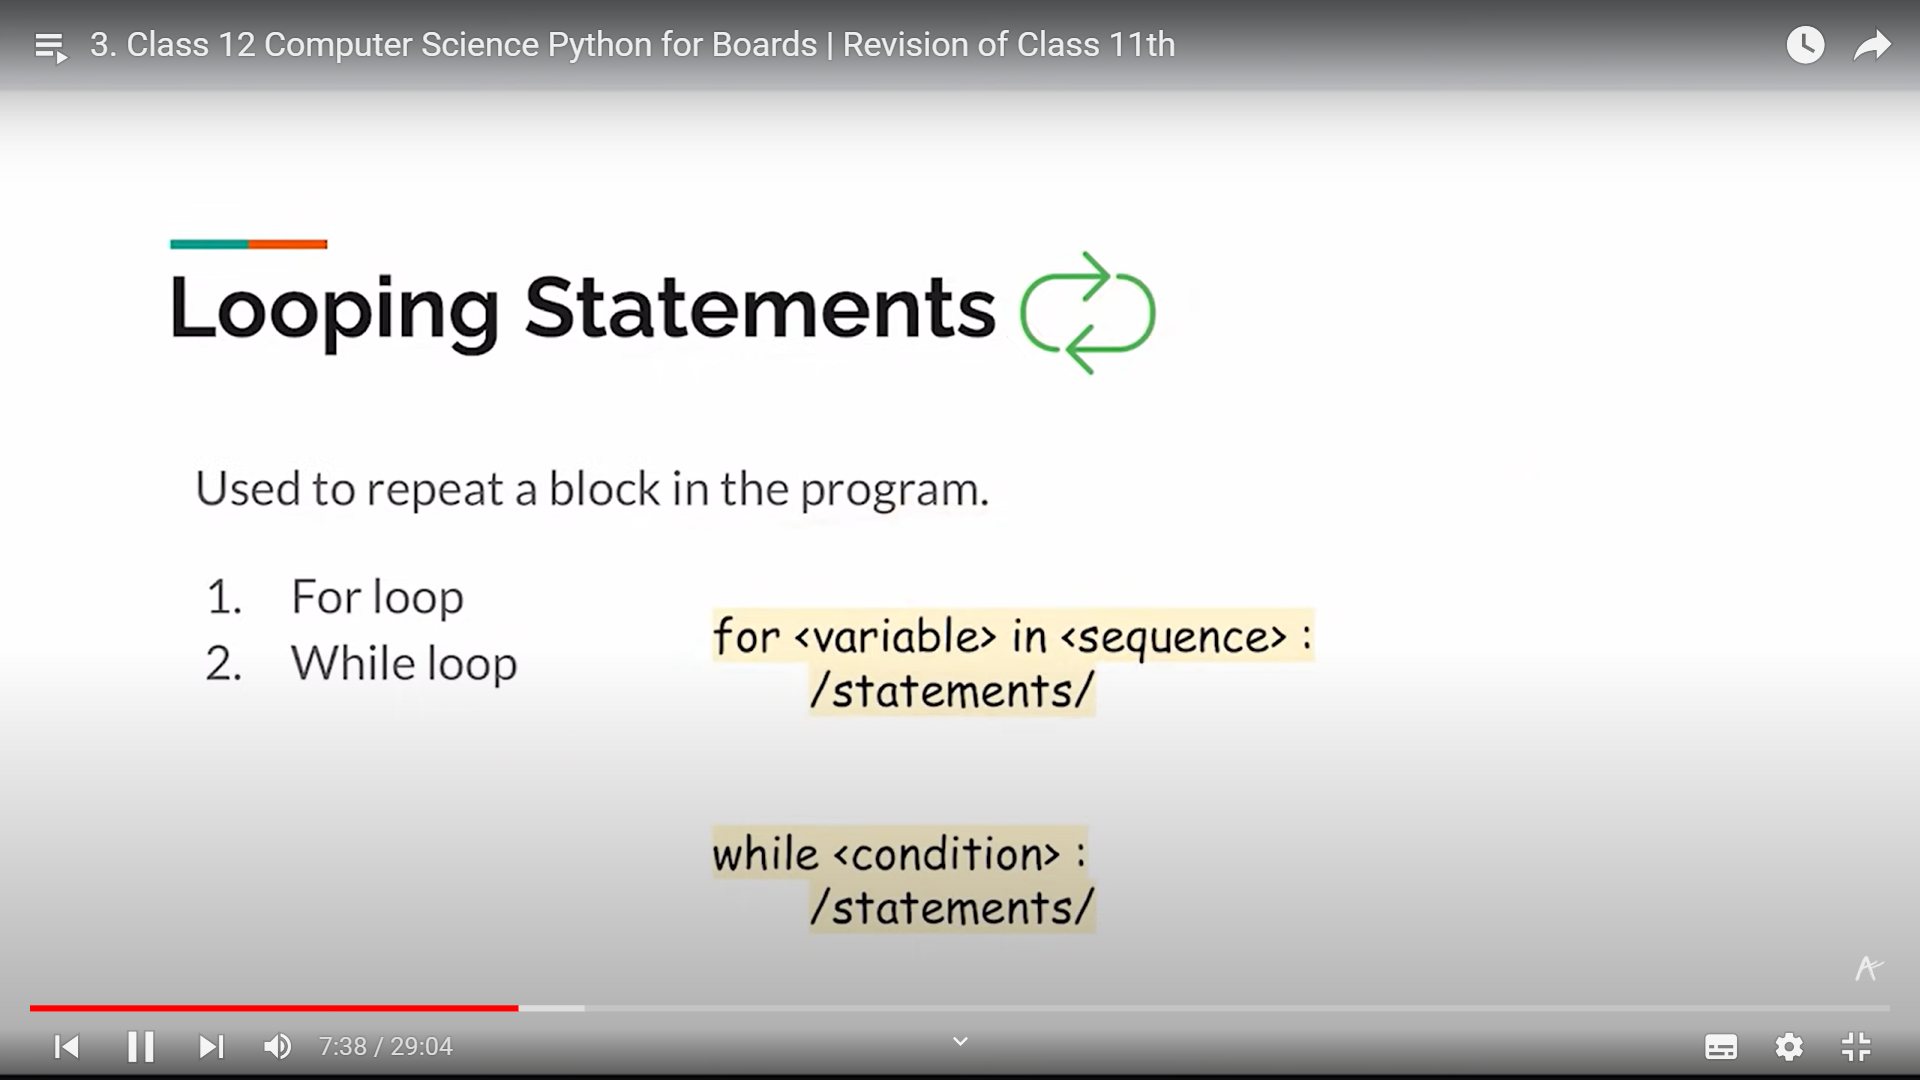 3. Class 12 Computer Science Python for Boards | Revision of Class 11th
Looping Statements
Used to repeat a block in the program.
1. For loop
2. While loop
for <variable> in <sequence> :
/statements/
while <condition> :
/statements/
7:38 / 29:04